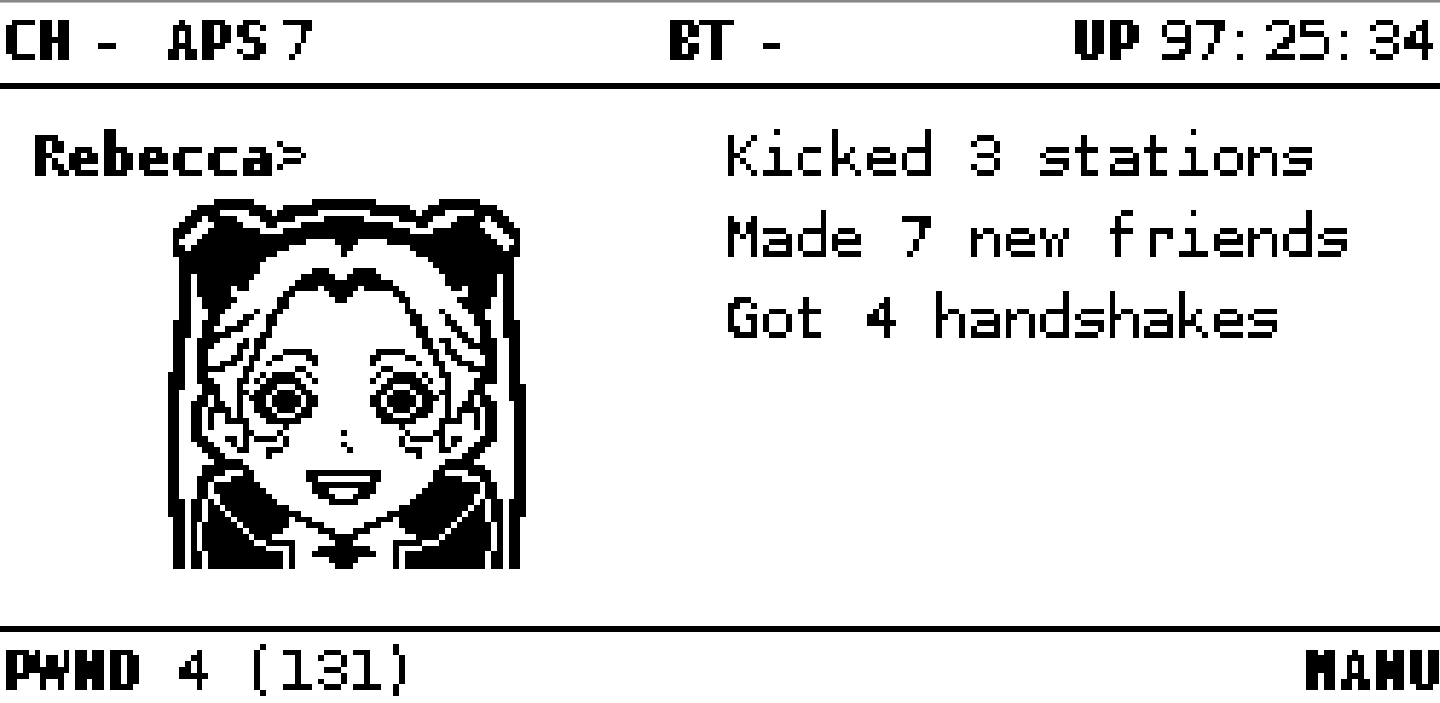 CH - APS 7 BT - UP 97:25:34
Rebecca>
Kicked 3 stations
Made 7 new friends
Got 4 handshakes
PWND 4 (131) MANU